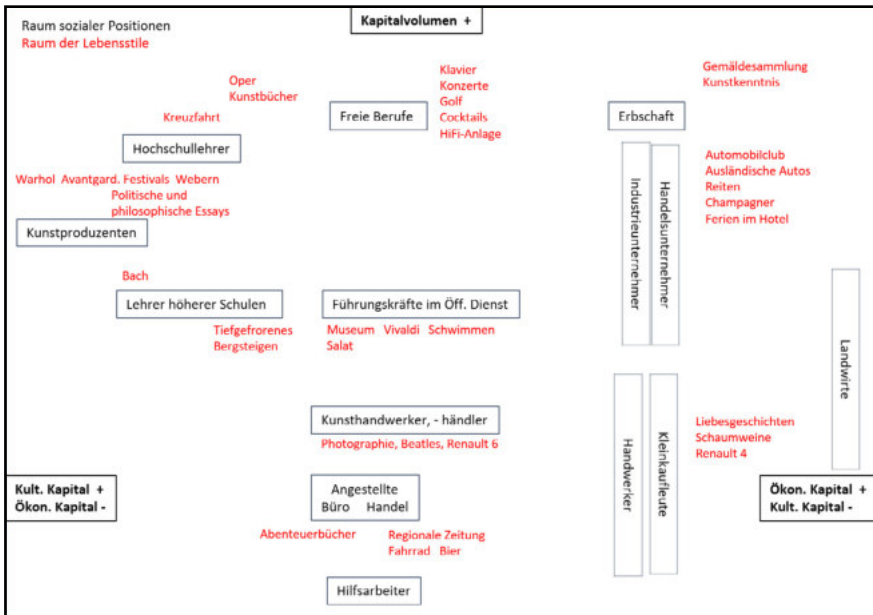 Raum sozialer Positionen
Raum der Lebensstile
Kapitalvolumen +
Oper
Kunstbücher
Kreuzfahrt
Hochschullehrer
Klavier
Konzerte
Golf
Cocktails
HiFi-Anlage
Freie Berufe
Gemäldesammlung
Kunstkenntnis
Erbschaft
Warhol Avantgard. Festivals Webern
Politische und
philosophische Essays
Kunstproduzenten
Industrieunternehmer
Handelsunternehmer
Automobilclub
Ausländische Autos
Reiten
Champagner
Ferien im Hotel
Bach
Lehrer höherer Schulen
Tiefgefrorenes
Bergsteigen
Führungskräfte im Öff. Dienst
Museum Vivaldi Schwimmen
Salat
Landwirte
Kunsthandwerker, - händler
Photographie, Beatles, Renault 6
Handwerker
Kleinkaufleute
Liebesgeschichten
Schaumweine
Renault 4
Kult. Kapital +
Ökon. Kapital -
Angestellte
Büro Handel
Ökon. Kapital +
Kult. Kapital -
Abenteuerbücher
Regionale Zeitung
Fahrrad Bier
Hilfsarbeiter